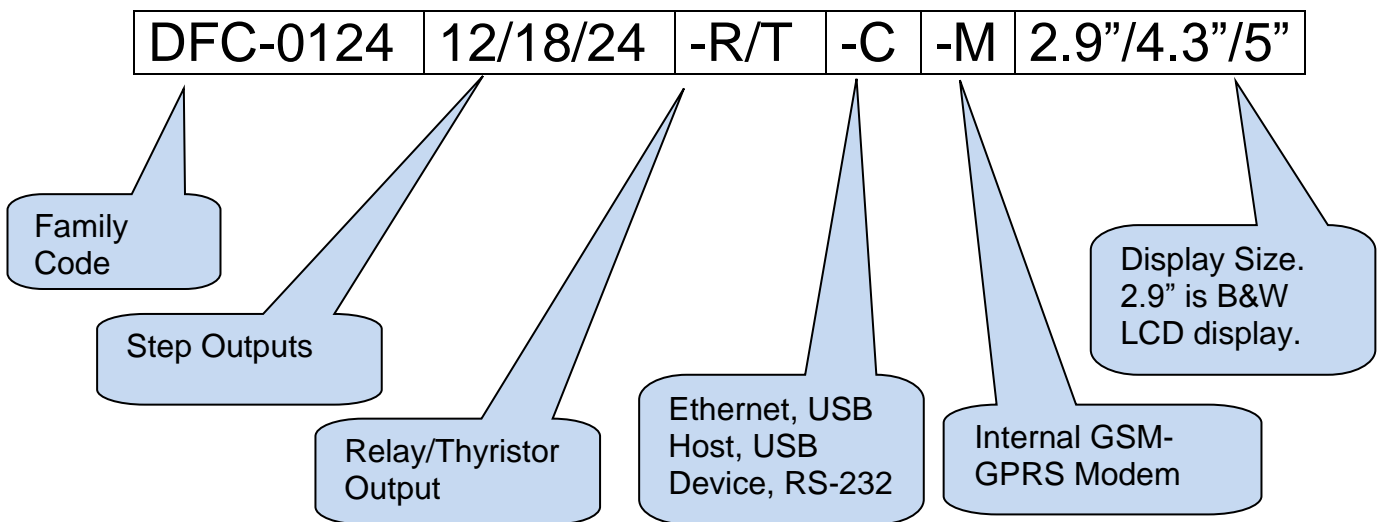 DFC-0124 12/18/24 -R/T -C -M 2.9”/4.3”/5”
Family
Code
Step Outputs
Relay/Thyristor
Output
Ethernet, USB
Host, USB
Device, RS-232
Internal GSM-
GPRS Modem
Display Size.
2.9” is B&W
LCD display.